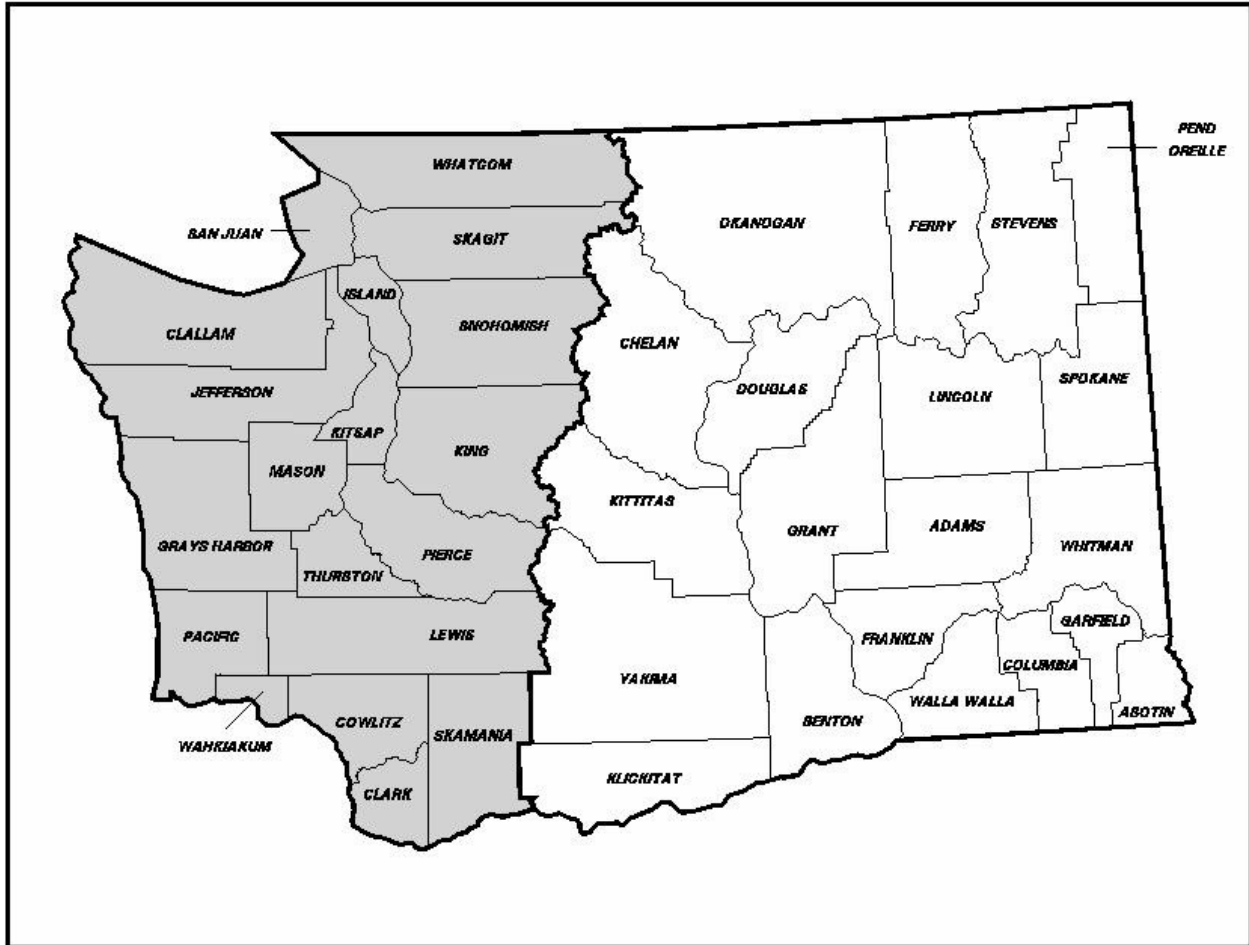 PEND
OREILLE
WHATCOM
SAN JUAN
SKAGIT
OKANOGAN
FERRY
STEVENS
ISLAND
CLALLAM
SNOHOMISH
CHELAN
JEFFERSON
DOUGLAS
LINCOLN
SPOKANE
KITSAP
KING
MASON
KITTITAS
GRANT
ADAMS
WHITMAN
GRAYS HARBOR
PIERCE
THURSTON
PACIFIC
LEWIS
FRANKLIN
GARFIELD
COLUMBIA
YAKIMA
WALLA WALLA
ASOTIN
COWLITZ
SKAMANIA
BENTON
WAHKIAKUM
KLICKITAT
CLARK